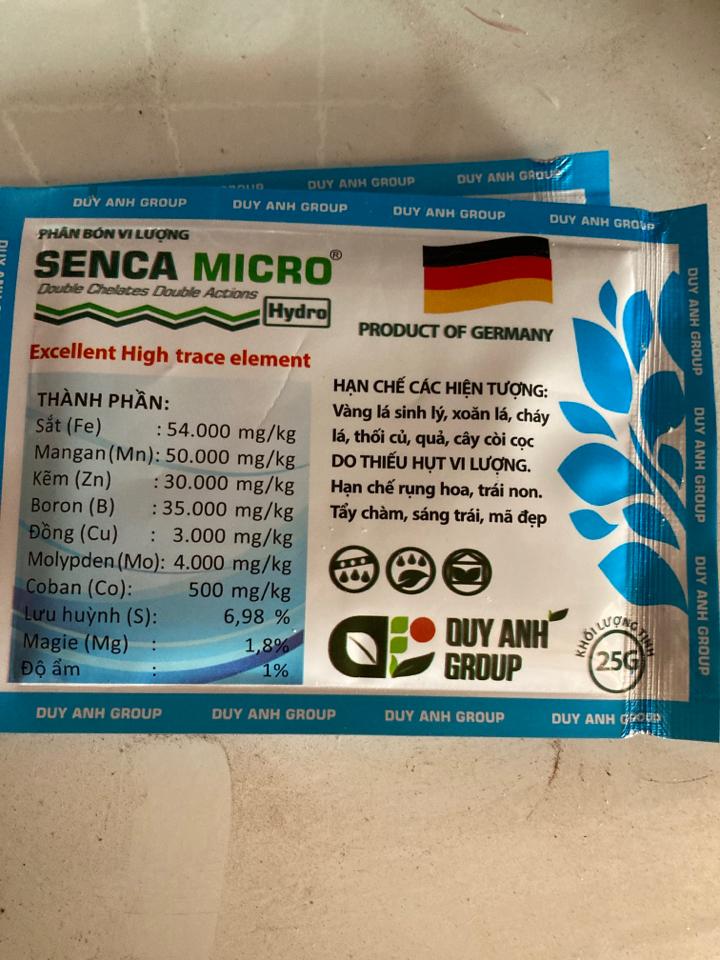 DUY ANH GROUP
DUY ANH GROUP
DUY ANH GROUP DUY ANH GROUP DUY ANH GROUP DUY ANH GROUP
PHÂN BÓN VI LƯỢNG
SENCA MICRO®
Double Chelates Double Actions
Hydro
Excellent High trace element
PRODUCT OF GERMANY
THÀNH PHẦN:
Sắt (Fe) : 54.000 mg/kg
Mangan (Mn): 50.000 mg/kg
Kẽm (Zn) : 30.000 mg/kg
Boron (B) : 35.000 mg/kg
Đồng (Cu) : 3.000 mg/kg
Molypden (Mo): 4.000 mg/kg
Coban (Co): 500 mg/kg
Lưu huỳnh (S): 6,98 %
Magie (Mg) : 1,8%
Độ ẩm : 1%
HẠN CHẾ CÁC HIỆN TƯỢNG:
Vàng lá sinh lý, xoăn lá, cháy
lá, thối củ, quả, cây còi cọc
DO THIẾU HỤT VI LƯỢNG.
Hạn chế rụng hoa, trái non.
Tẩy chàm, sáng trái, mã đẹp
DUY ANH
GROUP
KHỐI LƯỢNG TỊNH
25G
DUY ANH GROUP
DUY ANH GROUP
DUY ANH GROUP
DUY ANH GROUP DUY ANH GROUP DUY ANH GROUP DUY ANH GROUP